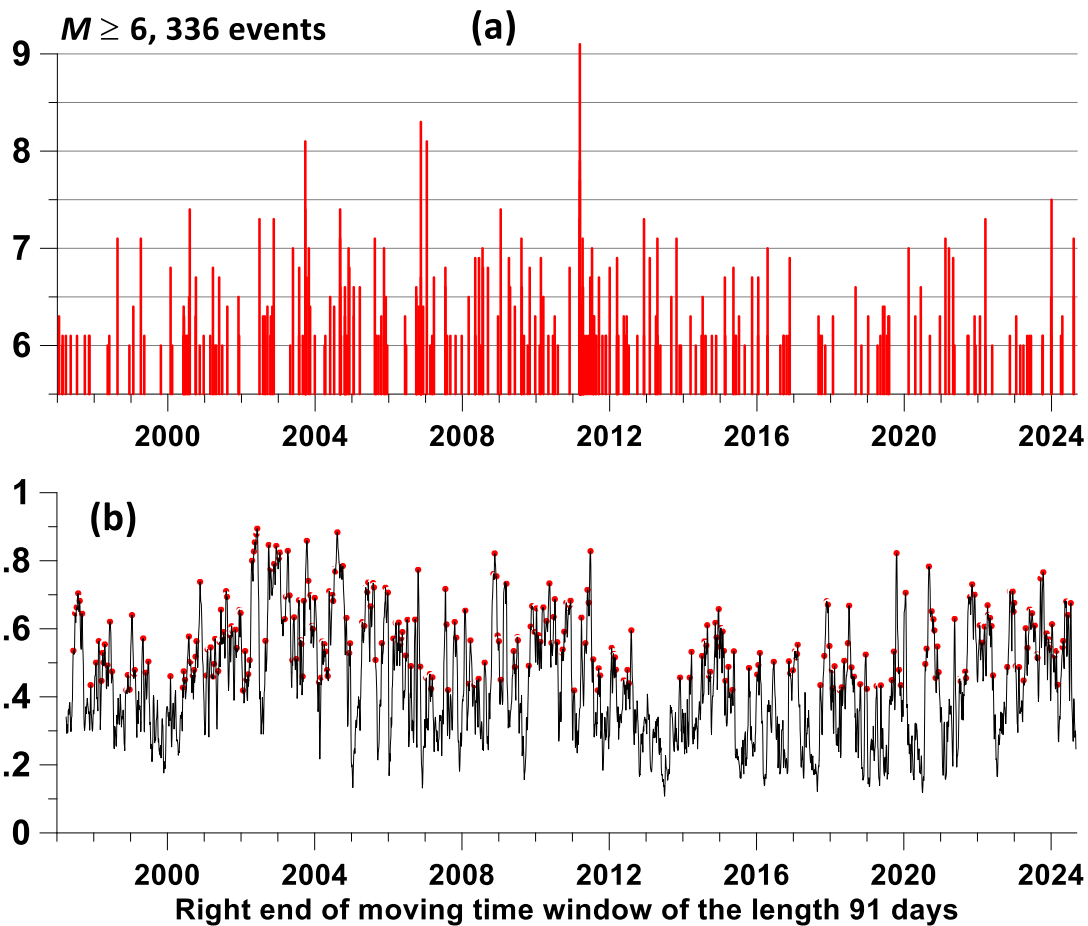 M ≥ 6, 336 events
(a)
9
8
7
6
2000 2004 2008 2012 2016 2020 2024
(b)
1
.8
.6
.4
.2
0
2000 2004 2008 2012 2016 2020 2024
Right end of moving time window of the length 91 days